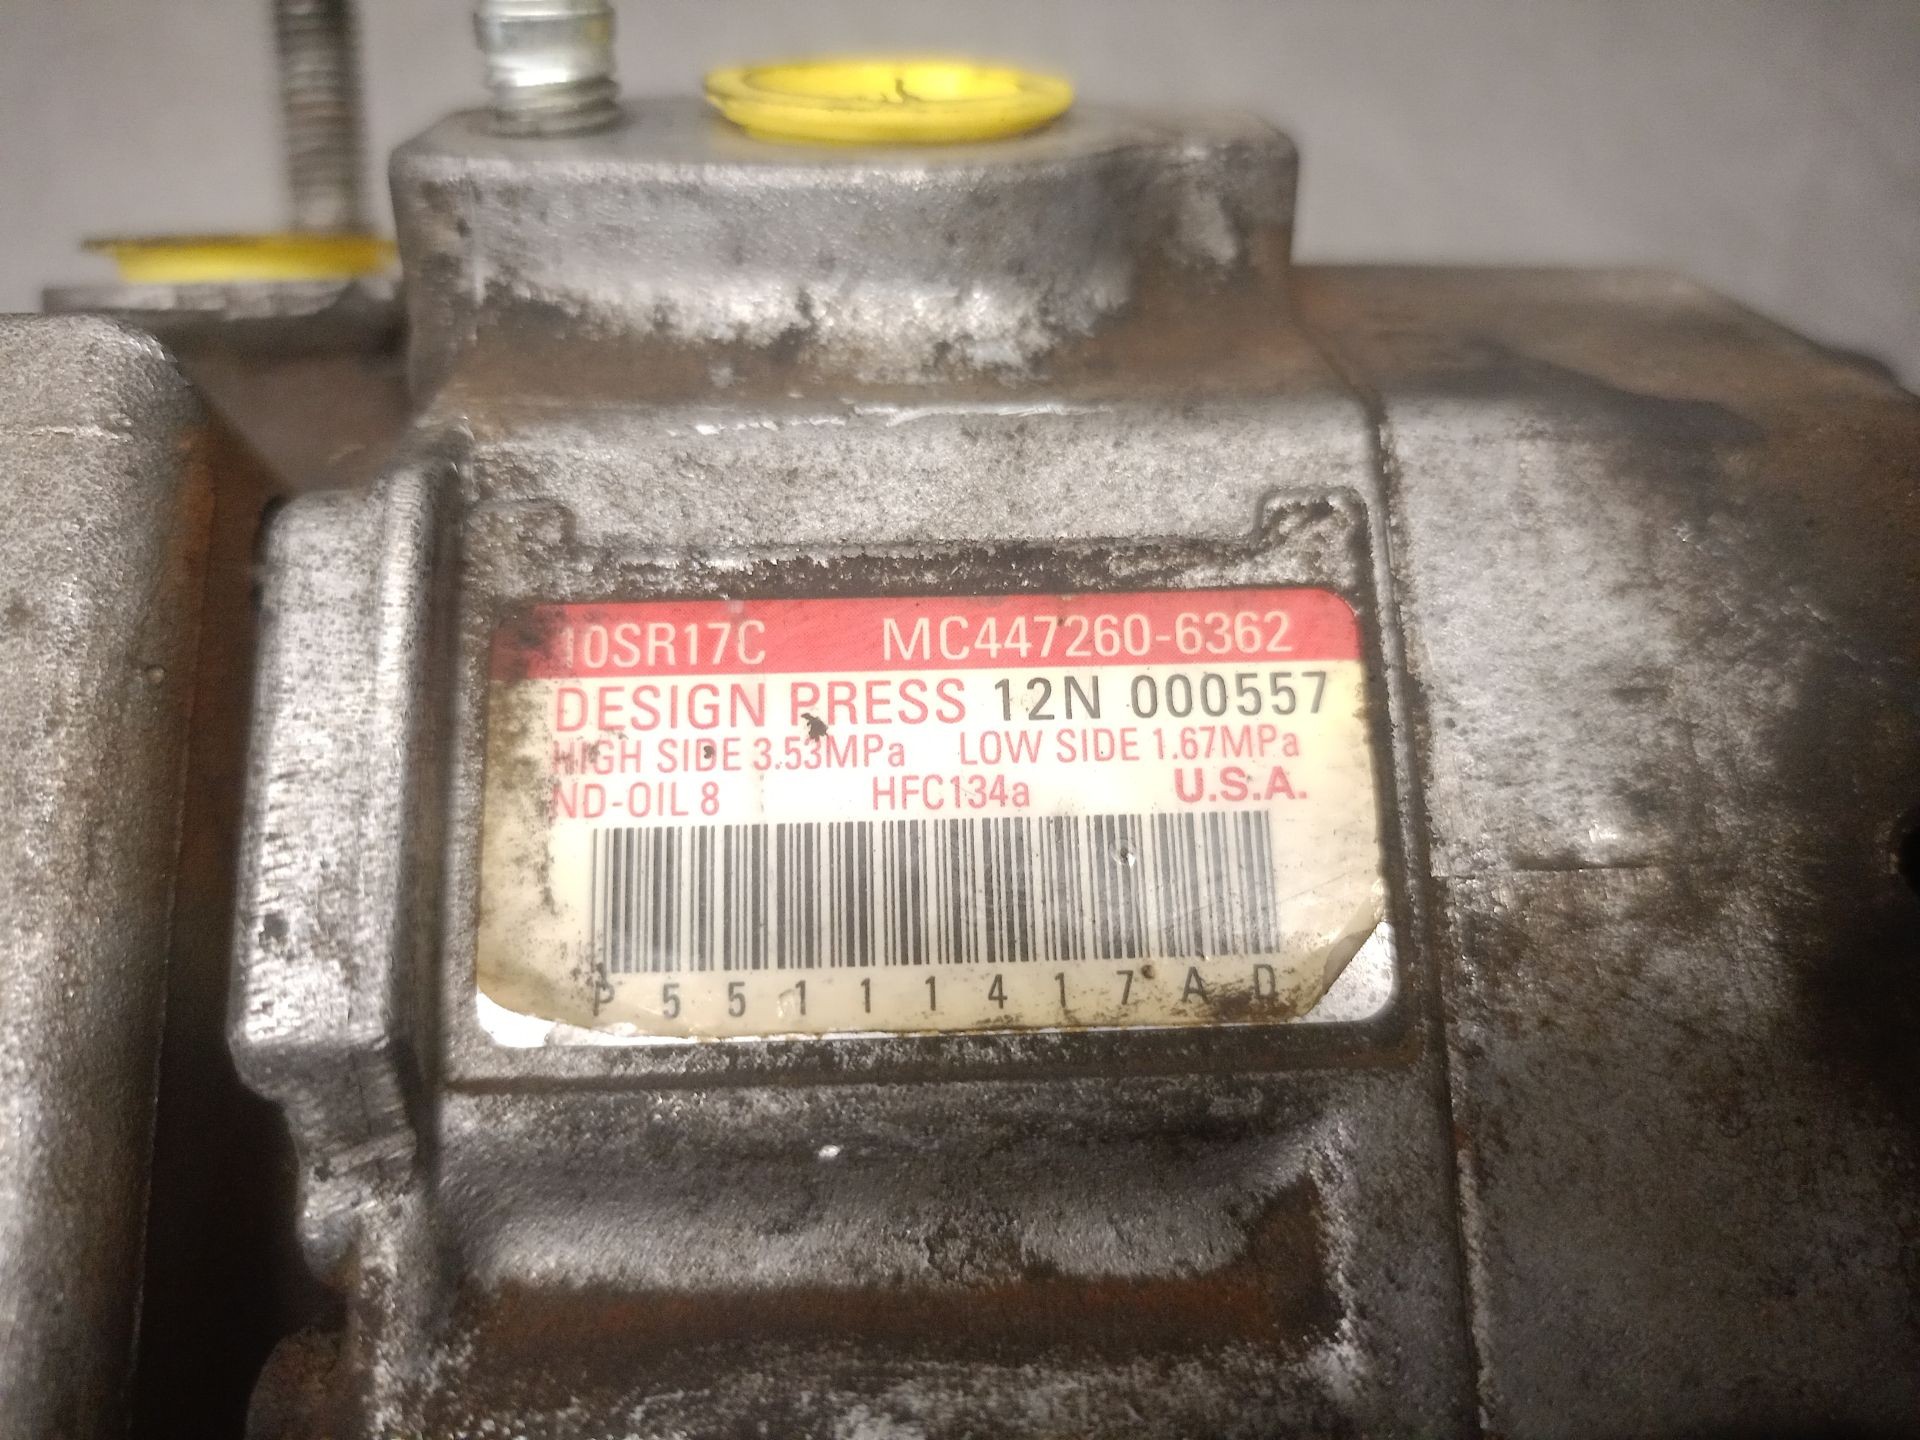 10SR17C MC447260-6362
DESIGN PRESS 12N 000557
HIGH SIDE 3.53MPa LOW SIDE 1.67MPa
ND-OIL 8 HFC134a U.S.A.
P55111417AD